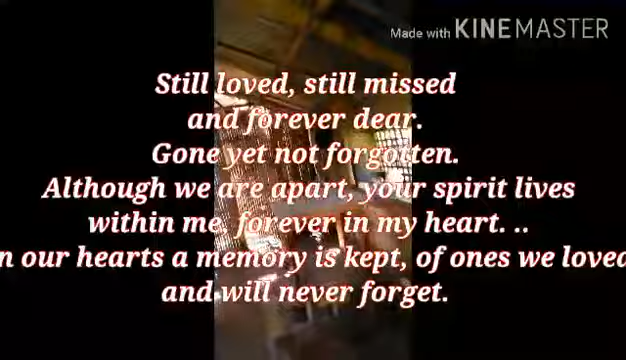 Made with KINEMASTER
Still loved, still missed
and forever dear.
Gone yet not forgotten.
Although we are apart, your spirit lives
within me, forever in my heart. ..
n our hearts a memory is kept, of ones we loved
and will never forget.